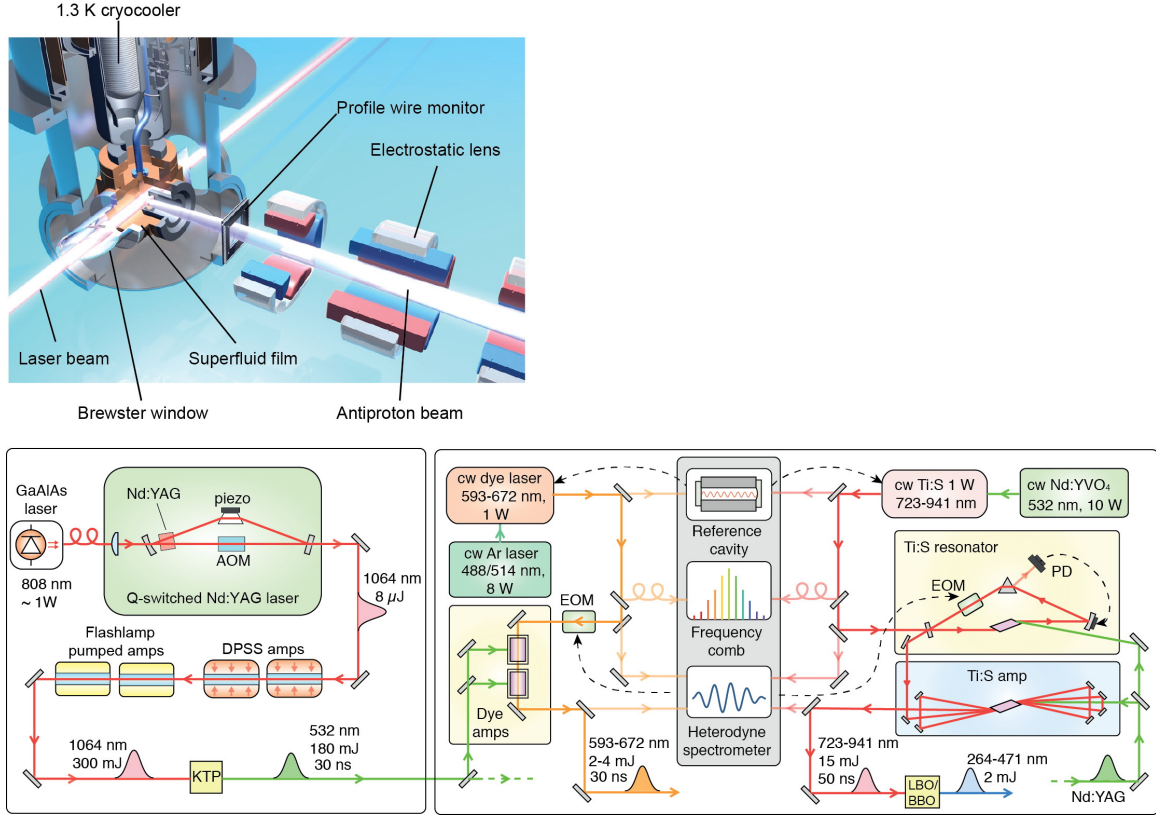 1.3 K cryocooler
Profile wire monitor
Electrostatic lens
Laser beam
Superfluid film
Brewster window
Antiproton beam
GaAlAs
laser
808 nm
~ 1W
Nd:YAG
piezo
AOM
Q-switched Nd:YAG laser
1064 nm
8 µJ
Flashlamp
pumped amps
DPSS amps
1064 nm
300 mJ
KTP
532 nm
180 mJ
30 ns
cw dye laser
593-672 nm,
1 W
cw Ar laser
488/514 nm,
8 W
EOM
Dye
amps
593-672 nm
2-4 mJ
30 ns
Reference
cavity
Frequency
comb
Heterodyne
spectrometer
cw Ti:S 1 W
723-941 nm
cw Nd:YVO₄
532 nm, 10 W
Ti:S resonator
EOM
PD
Ti:S amp
723-941 nm
15 mJ
50 ns
LBO/
BBO
264-471 nm
2 mJ
Nd:YAG